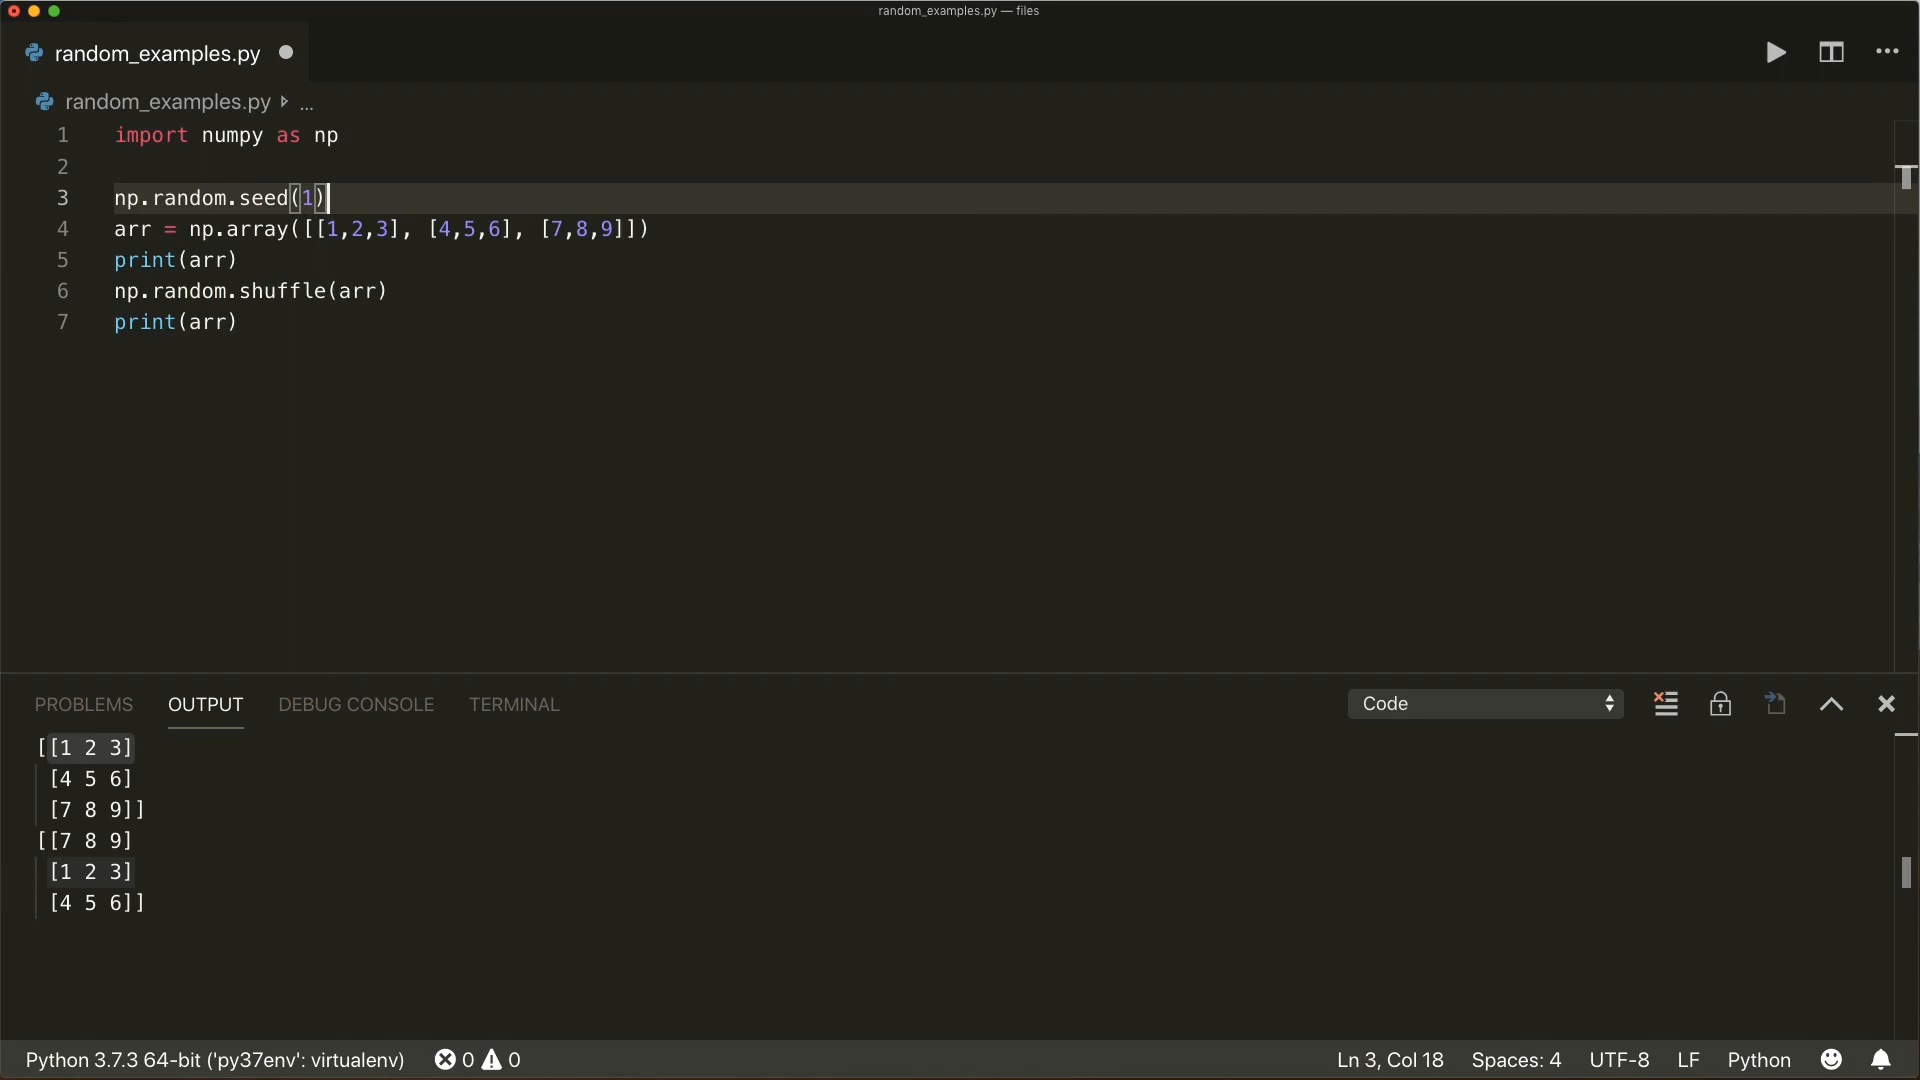 random_examples.py — files
random_examples.py
random_examples.py ...
1 import numpy as np
2
3 np.random.seed(1)
4 arr = np.array([[1,2,3], [4,5,6], [7,8,9]])
5 print(arr)
6 np.random.shuffle(arr)
7 print(arr)
PROBLEMS OUTPUT DEBUG CONSOLE TERMINAL Code
[[1 2 3]
[4 5 6]
[7 8 9]]
[[7 8 9]
[1 2 3]
[4 5 6]]
Python 3.7.3 64-bit ('py37env': virtualenv) 0 0 Ln 3, Col 18 Spaces: 4 UTF-8 LF Python